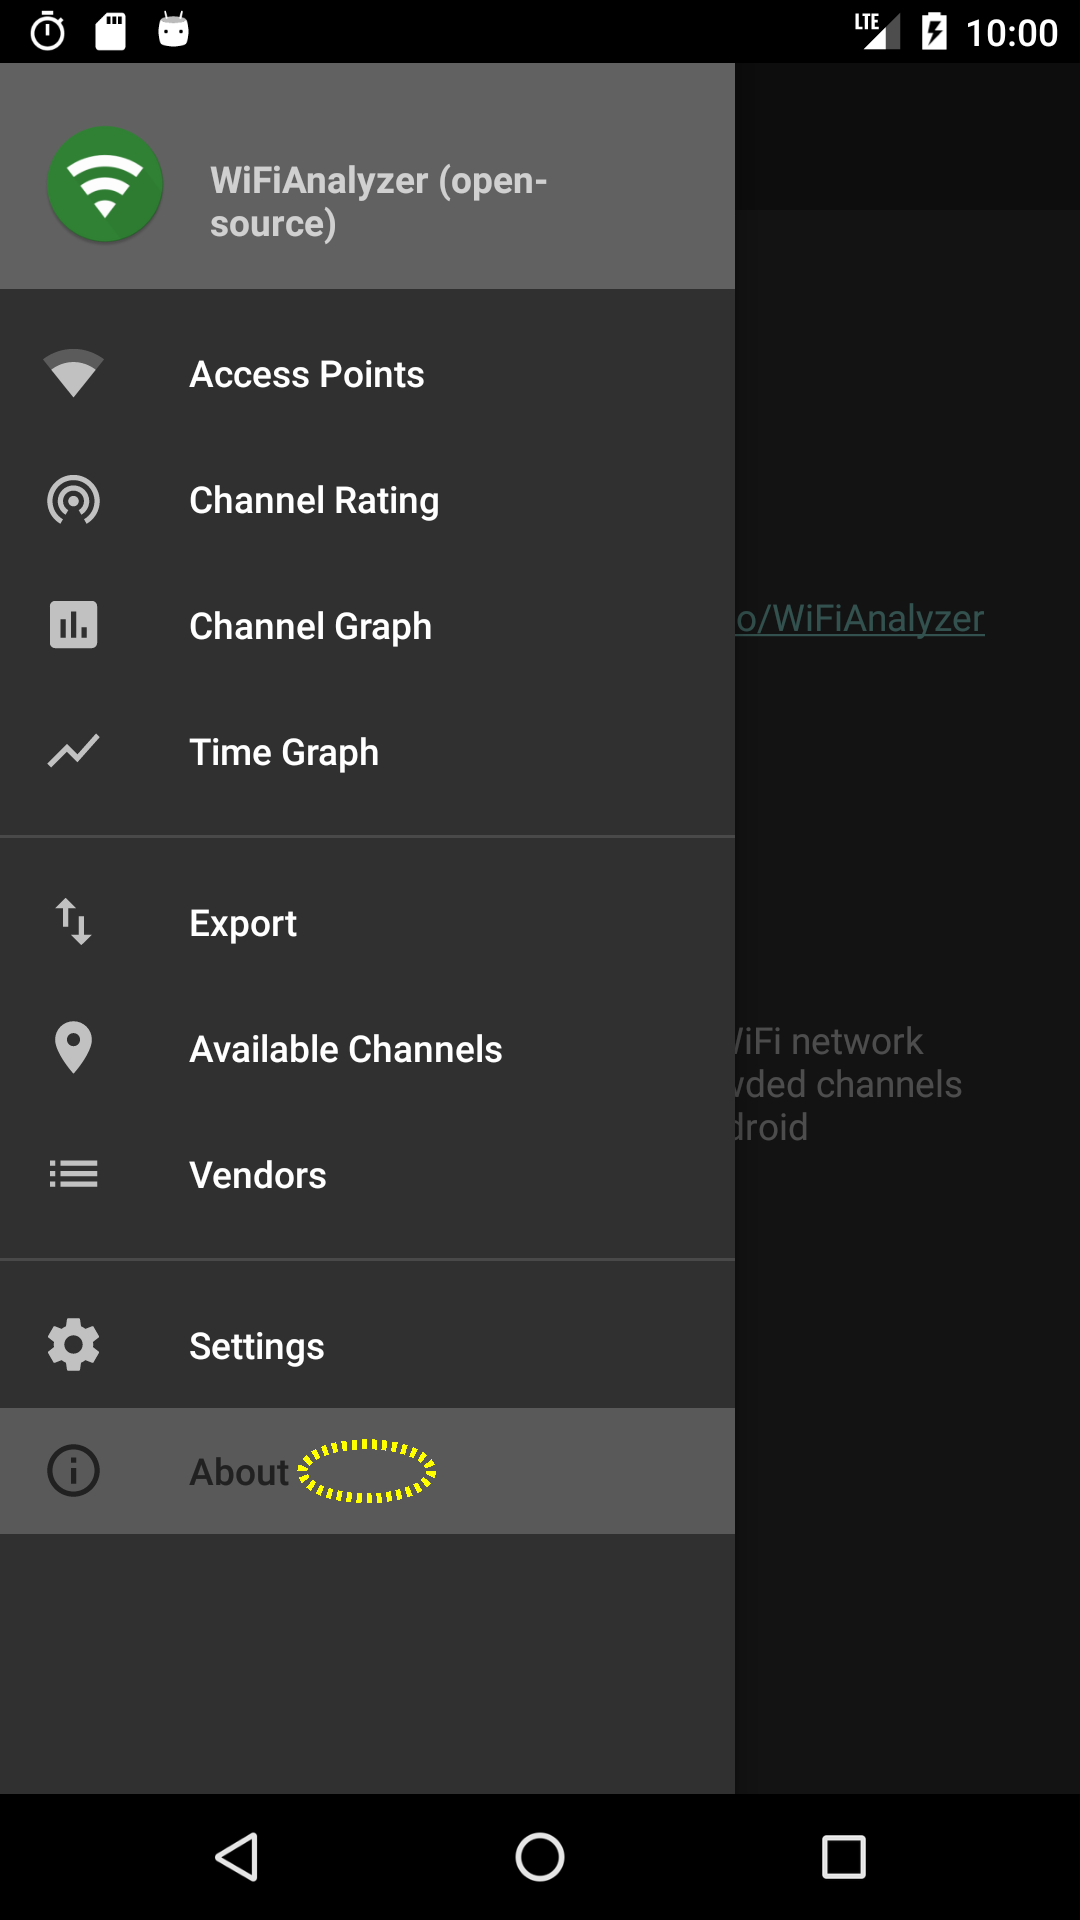 LTE 10:00
WiFiAnalyzer (open-
source)
Access Points
Channel Rating
Channel Graph
o/WiFiAnalyzer
Time Graph
Export
Available Channels
iFi network
ded channels
droid
Vendors
Settings
About